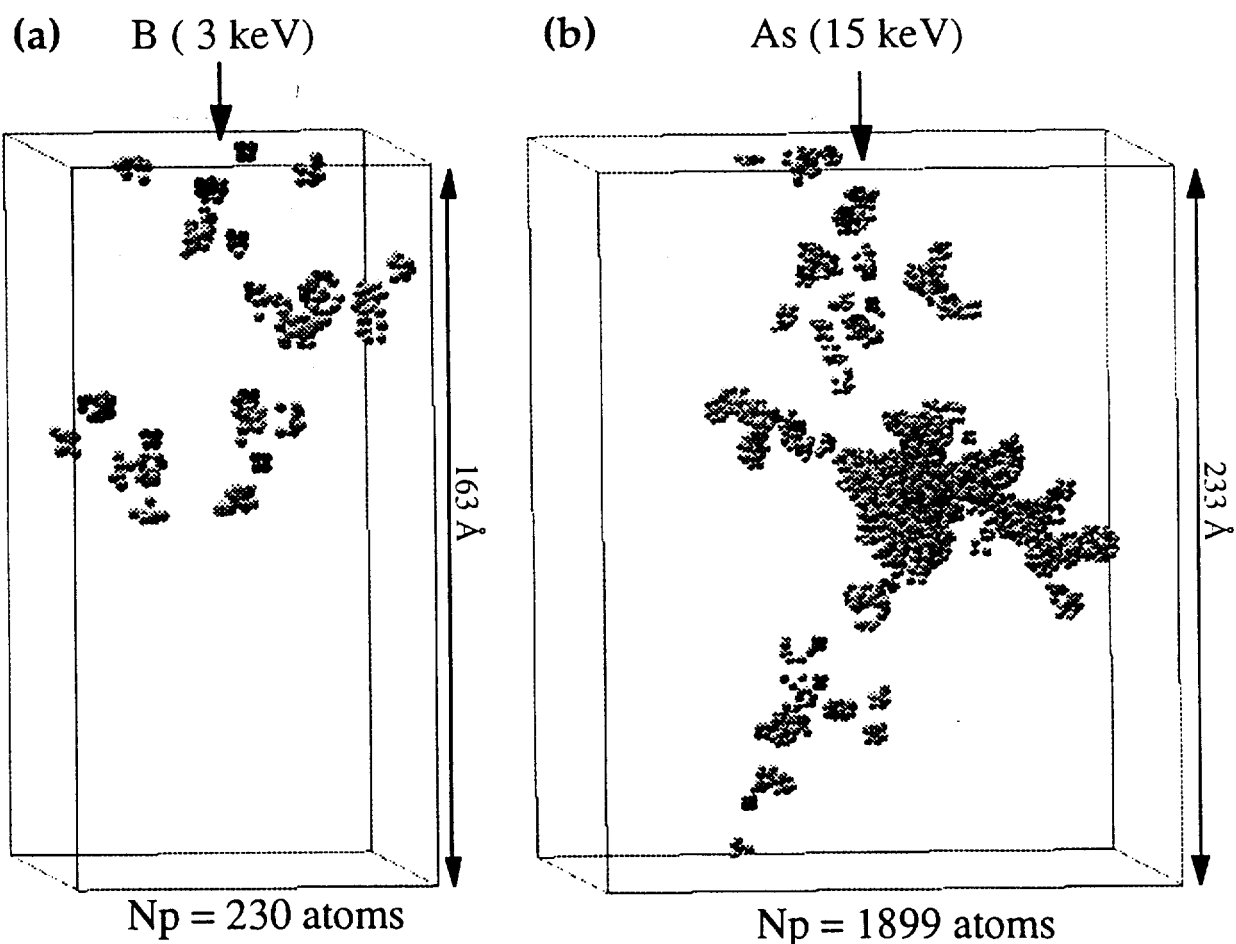 (a) B ( 3 keV)
(b) As (15 keV)
163 Å
233 Å
Np = 230 atoms
Np = 1899 atoms